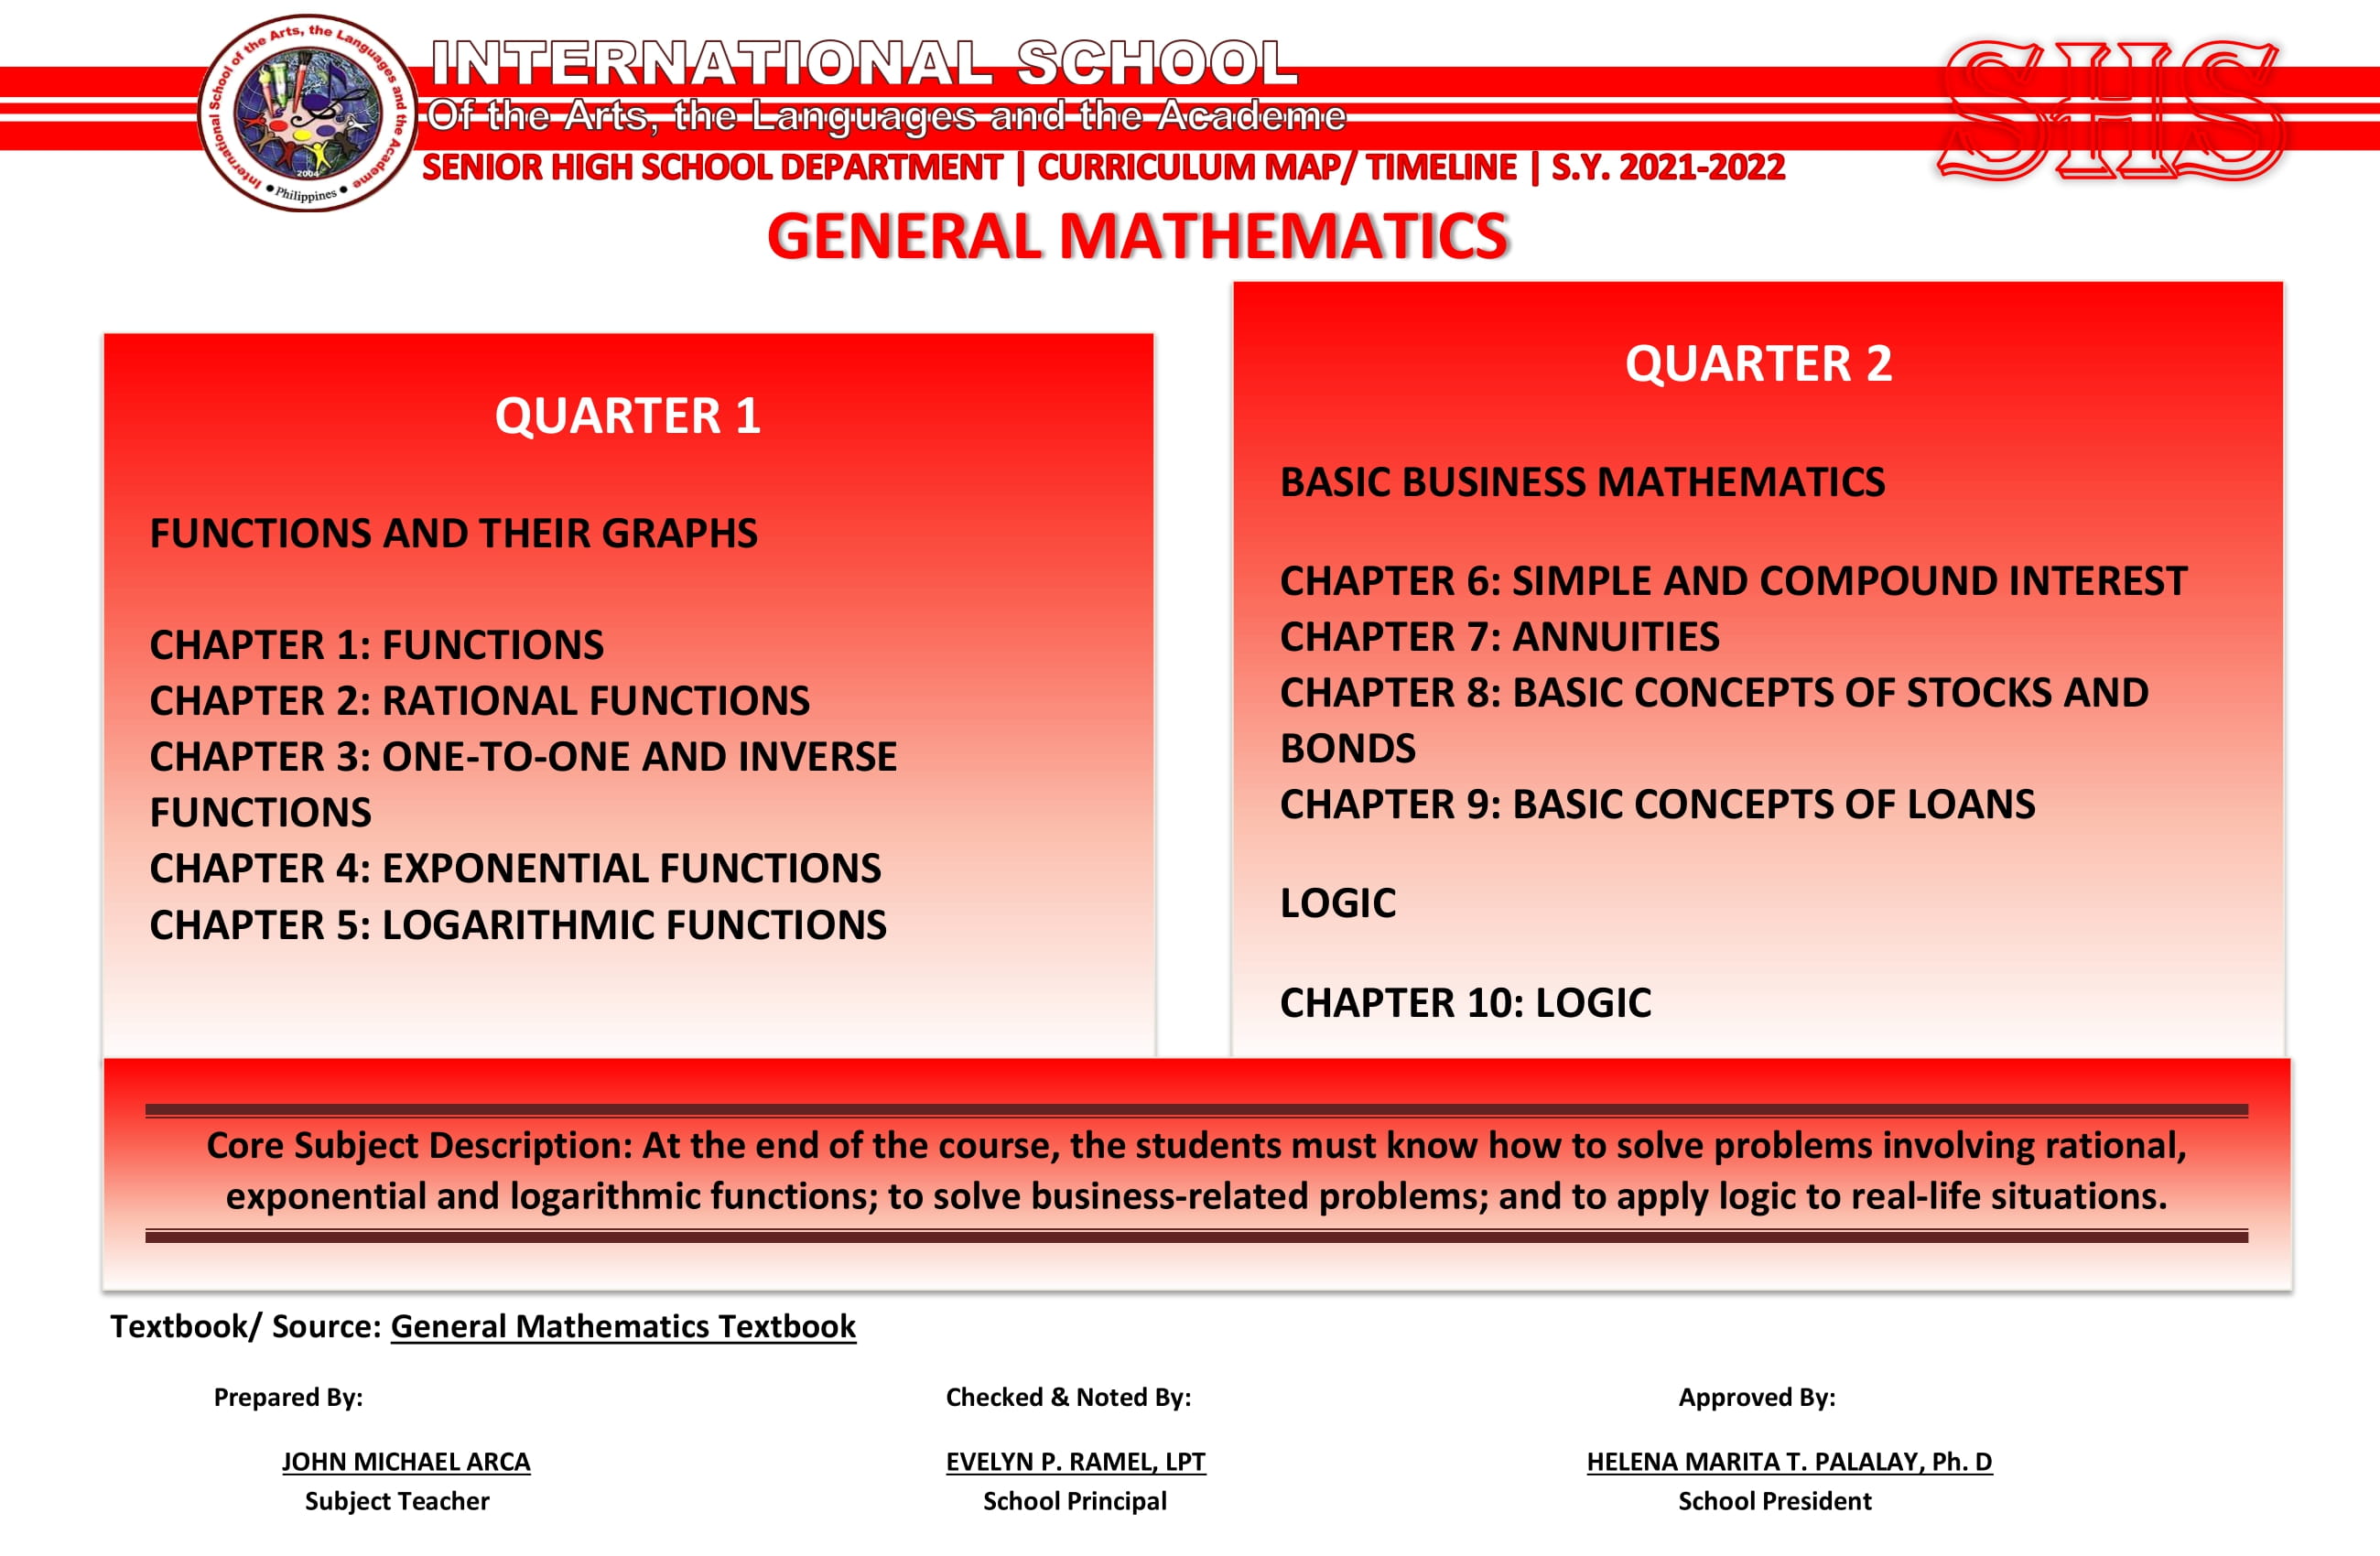 International School of the Arts, the Languages and the Academe
2004
Philippines
INTERNATIONAL SCHOOL
Of the Arts, the Languages and the Academe
SENIOR HIGH SCHOOL DEPARTMENT | CURRICULUM MAP/ TIMELINE | S.Y. 2021-2022
SHS
GENERAL MATHEMATICS
QUARTER 1
FUNCTIONS AND THEIR GRAPHS
CHAPTER 1: FUNCTIONS
CHAPTER 2: RATIONAL FUNCTIONS
CHAPTER 3: ONE-TO-ONE AND INVERSE
FUNCTIONS
CHAPTER 4: EXPONENTIAL FUNCTIONS
CHAPTER 5: LOGARITHMIC FUNCTIONS
QUARTER 2
BASIC BUSINESS MATHEMATICS
CHAPTER 6: SIMPLE AND COMPOUND INTEREST
CHAPTER 7: ANNUITIES
CHAPTER 8: BASIC CONCEPTS OF STOCKS AND
BONDS
CHAPTER 9: BASIC CONCEPTS OF LOANS
LOGIC
CHAPTER 10: LOGIC
Core Subject Description: At the end of the course, the students must know how to solve problems involving rational,
exponential and logarithmic functions; to solve business-related problems; and to apply logic to real-life situations.
Textbook/ Source: General Mathematics Textbook
Prepared By:
JOHN MICHAEL ARCA
Subject Teacher
Checked & Noted By:
EVELYN P. RAMEL, LPT
School Principal
Approved By:
HELENA MARITA T. PALALAY, Ph. D
School President